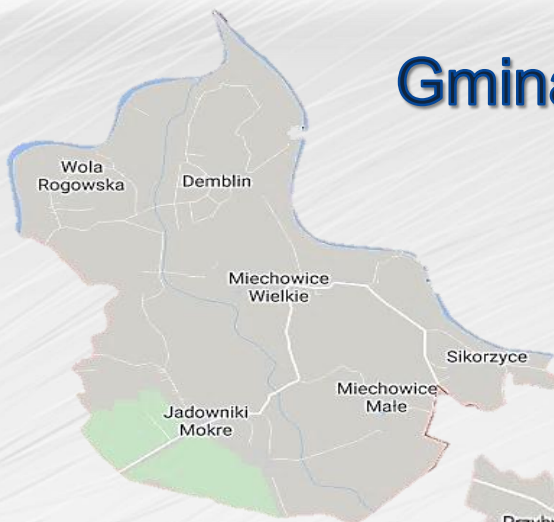 Gmina
Wola
Rogowska
Demblin
Miechowice
Wielkie
Sikorzyce
Miechowice
Małe
Jadowniki
Mokre